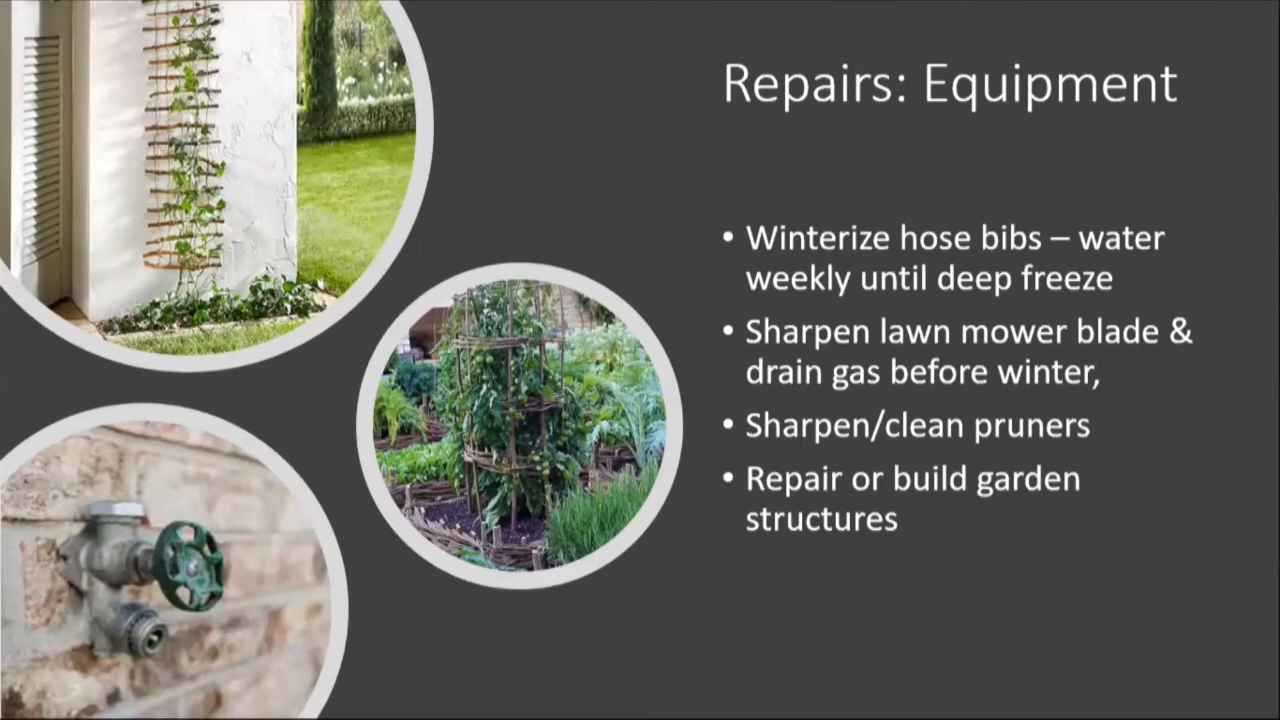 Repairs: Equipment
• Winterize hose bibs – water
weekly until deep freeze
• Sharpen lawn mower blade &
drain gas before winter,
• Sharpen/clean pruners
• Repair or build garden
structures